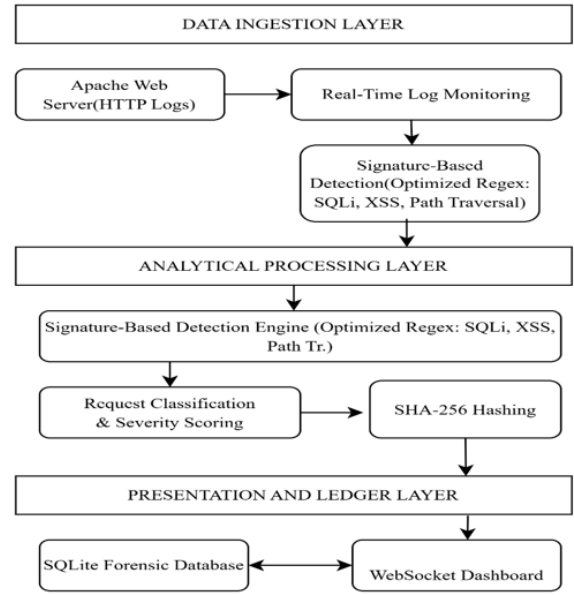 DATA INGESTION LAYER
Apache Web
Server(HTTP Logs)
Real-Time Log Monitoring
Signature-Based
Detection(Optimized Regex:
SQLi, XSS, Path Traversal)
ANALYTICAL PROCESSING LAYER
Signature-Based Detection Engine (Optimized Regex: SQLi, XSS,
Path Tr.)
Request Classification
& Severity Scoring
SHA-256 Hashing
PRESENTATION AND LEDGER LAYER
SQLite Forensic Database
WebSocket Dashboard